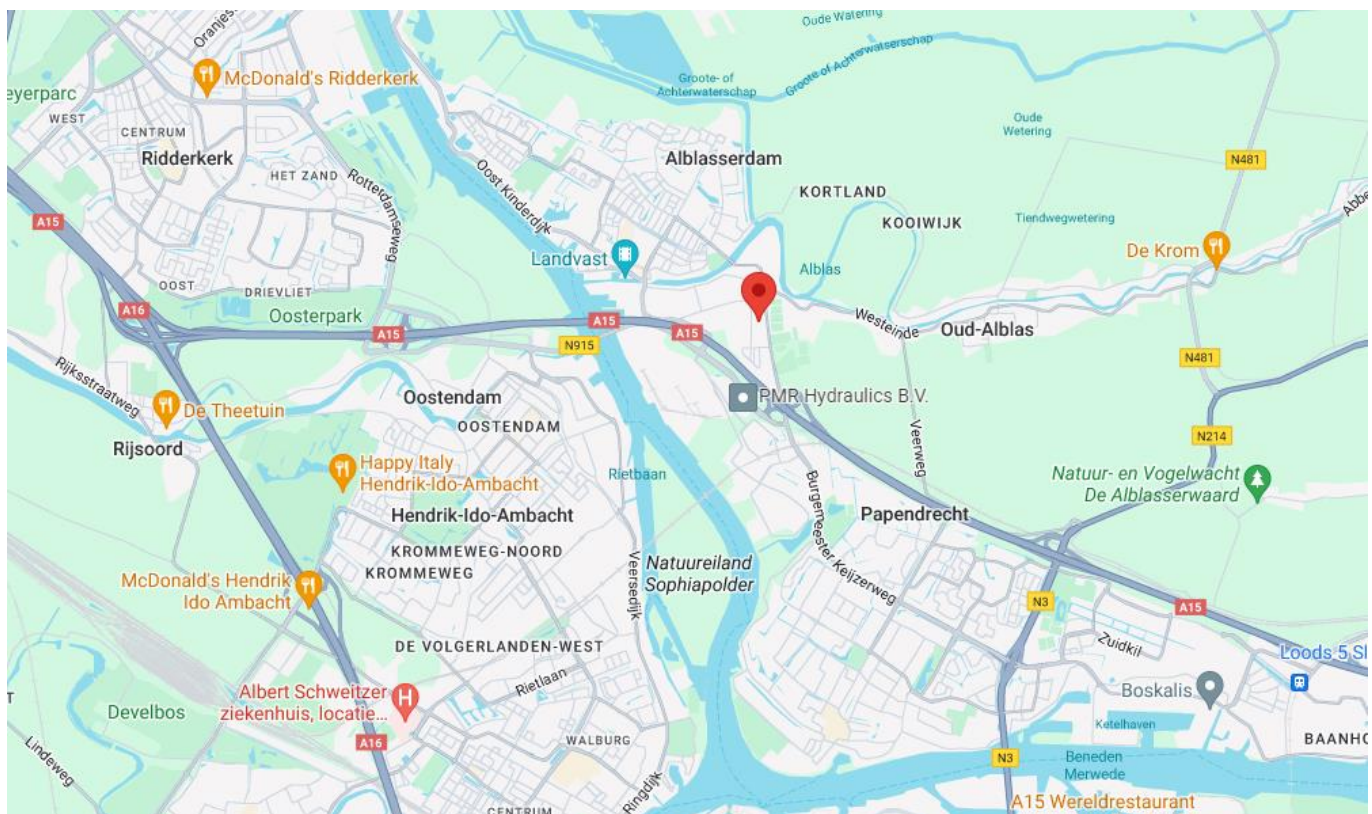 Oranjes
Oude Watering
McDonald's Ridderkerk
eyerparc
WEST
CENTRUM
Ridderkerk
HET ZAND
Rotterdamseweg
Groote- of
Achterwaterschap
Groote of Achterwaterschap
Oude
Wetering
Oost Kinderdijk
Alblasserdam
KORTLAND
KOOIWIJK
Tiendwegwetering
N481
Abbe
A15
OOST
DRIEVLIET
Landvast
Alblas
De Krom
A16
Oosterpark
A15
A15
N915
A15
Westeinde
Oud-Alblas
N481
Rijksstraatweg
De Theetuin
Rijsoord
Oostendam
OOSTENDAM
PMR Hydraulics B.V.
Veerweg
N214
Happy Italy
Hendrik-Ido-Ambacht
Rietbaan
Natuur- en Vogelwacht
De Alblasserwaard
Hendrik-Ido-Ambacht
Burgemeester Keijzerweg
Papendrecht
KROMMEWEG-NOORD
KROMMEWEG
Veersedijk
Natuureiland
Sophiapolder
McDonald's Hendrik
Ido Ambacht
N3
A15
DE VOLGERLANDEN-WEST
Zuidkil
Loods 5 Sl
Rietlaan
Albert Schweitzer
ziekenhuis, locatie...
Boskalis
T
Develbos
Ketelhaven
A16
WALBURG
BAANHO
Lindeweg
N3
Beneden
Merwede
Ringdijk
CENTRUM
A15 Wereldrestaurant